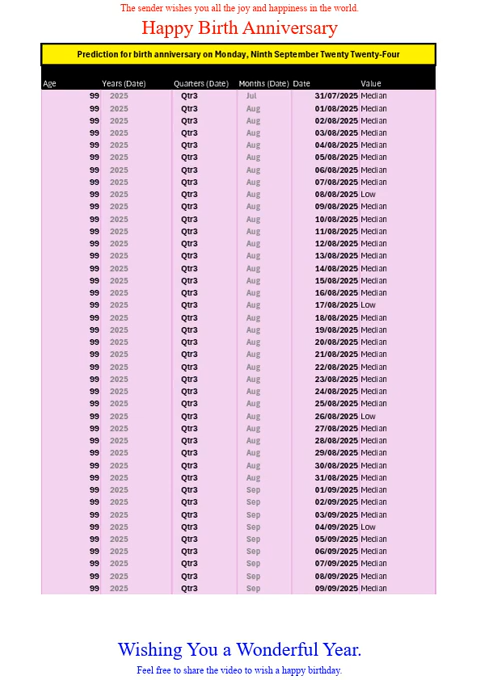 The sender wishes you all the joy and happiness in the world.
Happy Birth Anniversary
Prediction for birth anniversary on Monday, Ninth September Twenty Twenty-Four
Age Years (Date) Quarters (Date) Months (Date) Date Value
99 2025 Qtr3 Jul 31/07/2025 Median
99 2025 Qtr3 Aug 01/08/2025 Median
99 2025 Qtr3 Aug 02/08/2025 Median
99 2025 Qtr3 Aug 03/08/2025 Median
99 2025 Qtr3 Aug 04/08/2025 Median
99 2025 Qtr3 Aug 05/08/2025 Median
99 2025 Qtr3 Aug 06/08/2025 Median
99 2025 Qtr3 Aug 07/08/2025 Median
99 2025 Qtr3 Aug 08/08/2025 Low
99 2025 Qtr3 Aug 09/08/2025 Median
99 2025 Qtr3 Aug 10/08/2025 Median
99 2025 Qtr3 Aug 11/08/2025 Median
99 2025 Qtr3 Aug 12/08/2025 Median
99 2025 Qtr3 Aug 13/08/2025 Median
99 2025 Qtr3 Aug 14/08/2025 Median
99 2025 Qtr3 Aug 15/08/2025 Median
99 2025 Qtr3 Aug 16/08/2025 Median
99 2025 Qtr3 Aug 17/08/2025 Low
99 2025 Qtr3 Aug 18/08/2025 Median
99 2025 Qtr3 Aug 19/08/2025 Median
99 2025 Qtr3 Aug 20/08/2025 Median
99 2025 Qtr3 Aug 21/08/2025 Median
99 2025 Qtr3 Aug 22/08/2025 Median
99 2025 Qtr3 Aug 23/08/2025 Median
99 2025 Qtr3 Aug 24/08/2025 Median
99 2025 Qtr3 Aug 25/08/2025 Median
99 2025 Qtr3 Aug 26/08/2025 Low
99 2025 Qtr3 Aug 27/08/2025 Median
99 2025 Qtr3 Aug 28/08/2025 Median
99 2025 Qtr3 Aug 29/08/2025 Median
99 2025 Qtr3 Aug 30/08/2025 Median
99 2025 Qtr3 Aug 31/08/2025 Median
99 2025 Qtr3 Sep 01/09/2025 Median
99 2025 Qtr3 Sep 02/09/2025 Median
99 2025 Qtr3 Sep 03/09/2025 Median
99 2025 Qtr3 Sep 04/09/2025 Low
99 2025 Qtr3 Sep 05/09/2025 Median
99 2025 Qtr3 Sep 06/09/2025 Median
99 2025 Qtr3 Sep 07/09/2025 Median
99 2025 Qtr3 Sep 08/09/2025 Median
99 2025 Qtr3 Sep 09/09/2025 Median
Wishing You a Wonderful Year.
Feel free to share the video to wish a happy birthday.